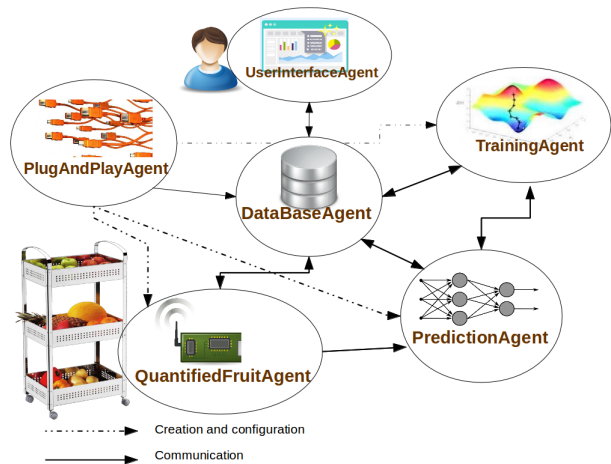 UserInterfaceAgent
PlugAndPlayAgent
TrainingAgent
DataBaseAgent
PredictionAgent
QuantifiedFruitAgent
Creation and configuration
Communication